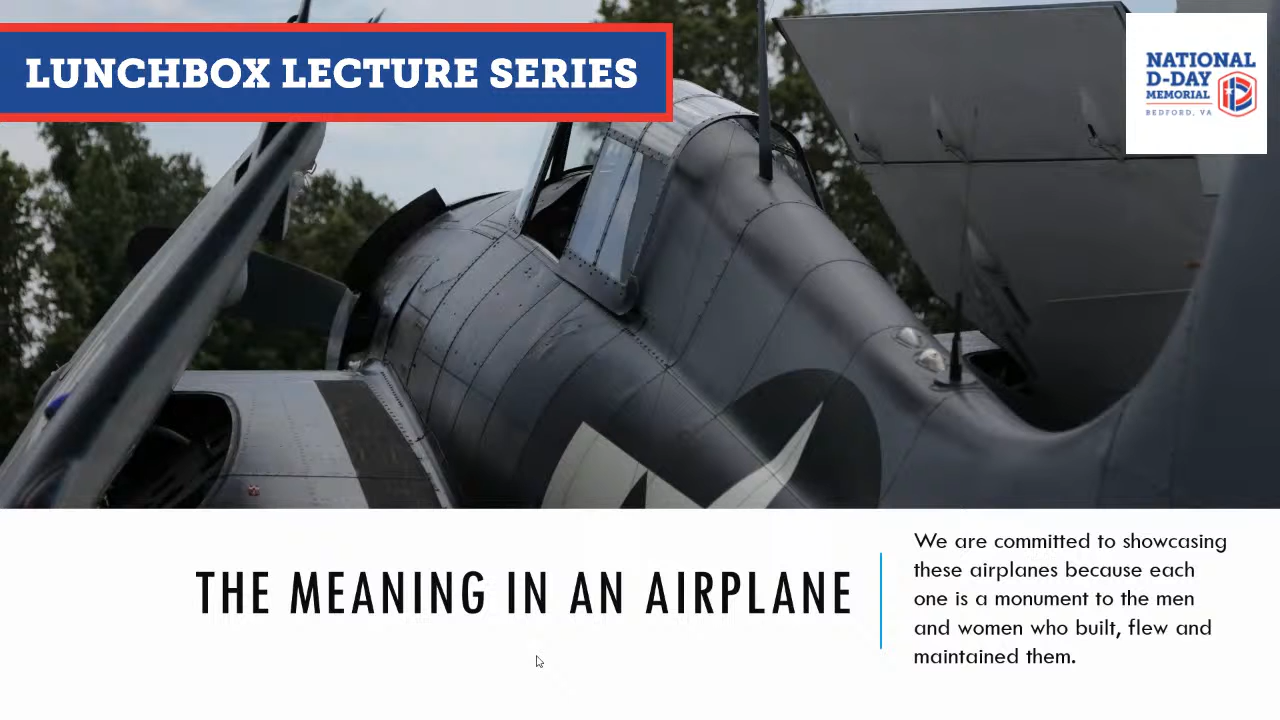 LUNCHBOX LECTURE SERIES
NATIONAL
D-DAY
MEMORIAL
BEDFORD, VA
THE MEANING IN AN AIRPLANE
We are committed to showcasing
these airplanes because each
one is a monument to the men
and women who built, flew and
maintained them.